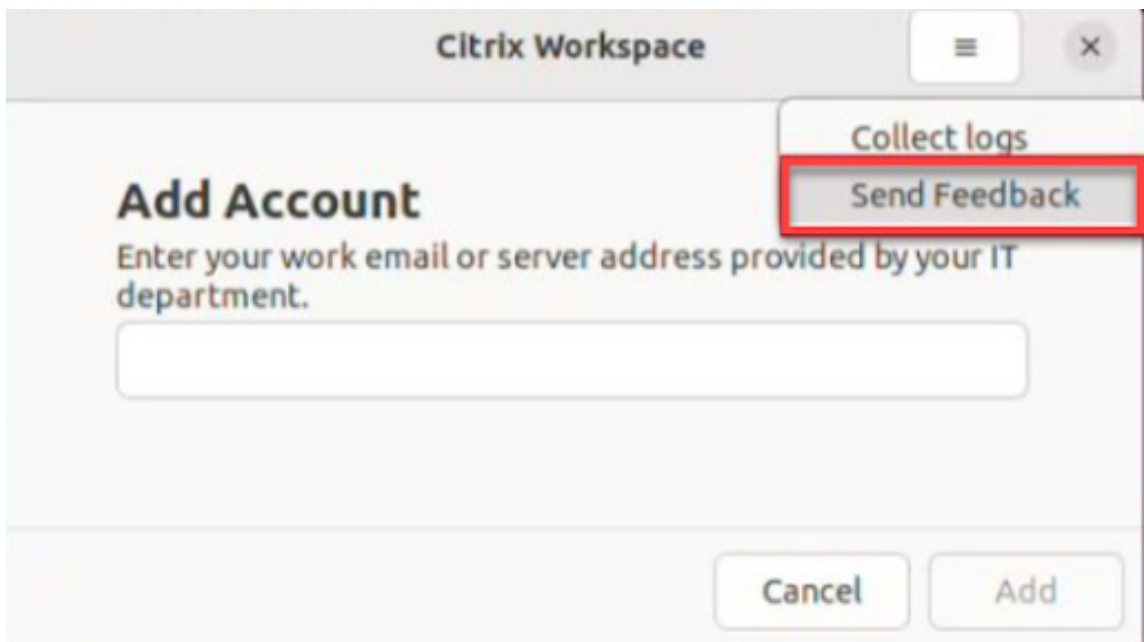 Citrix Workspace
Collect logs
Send Feedback
Add Account
Enter your work email or server address provided by your IT
department.
Cancel
Add